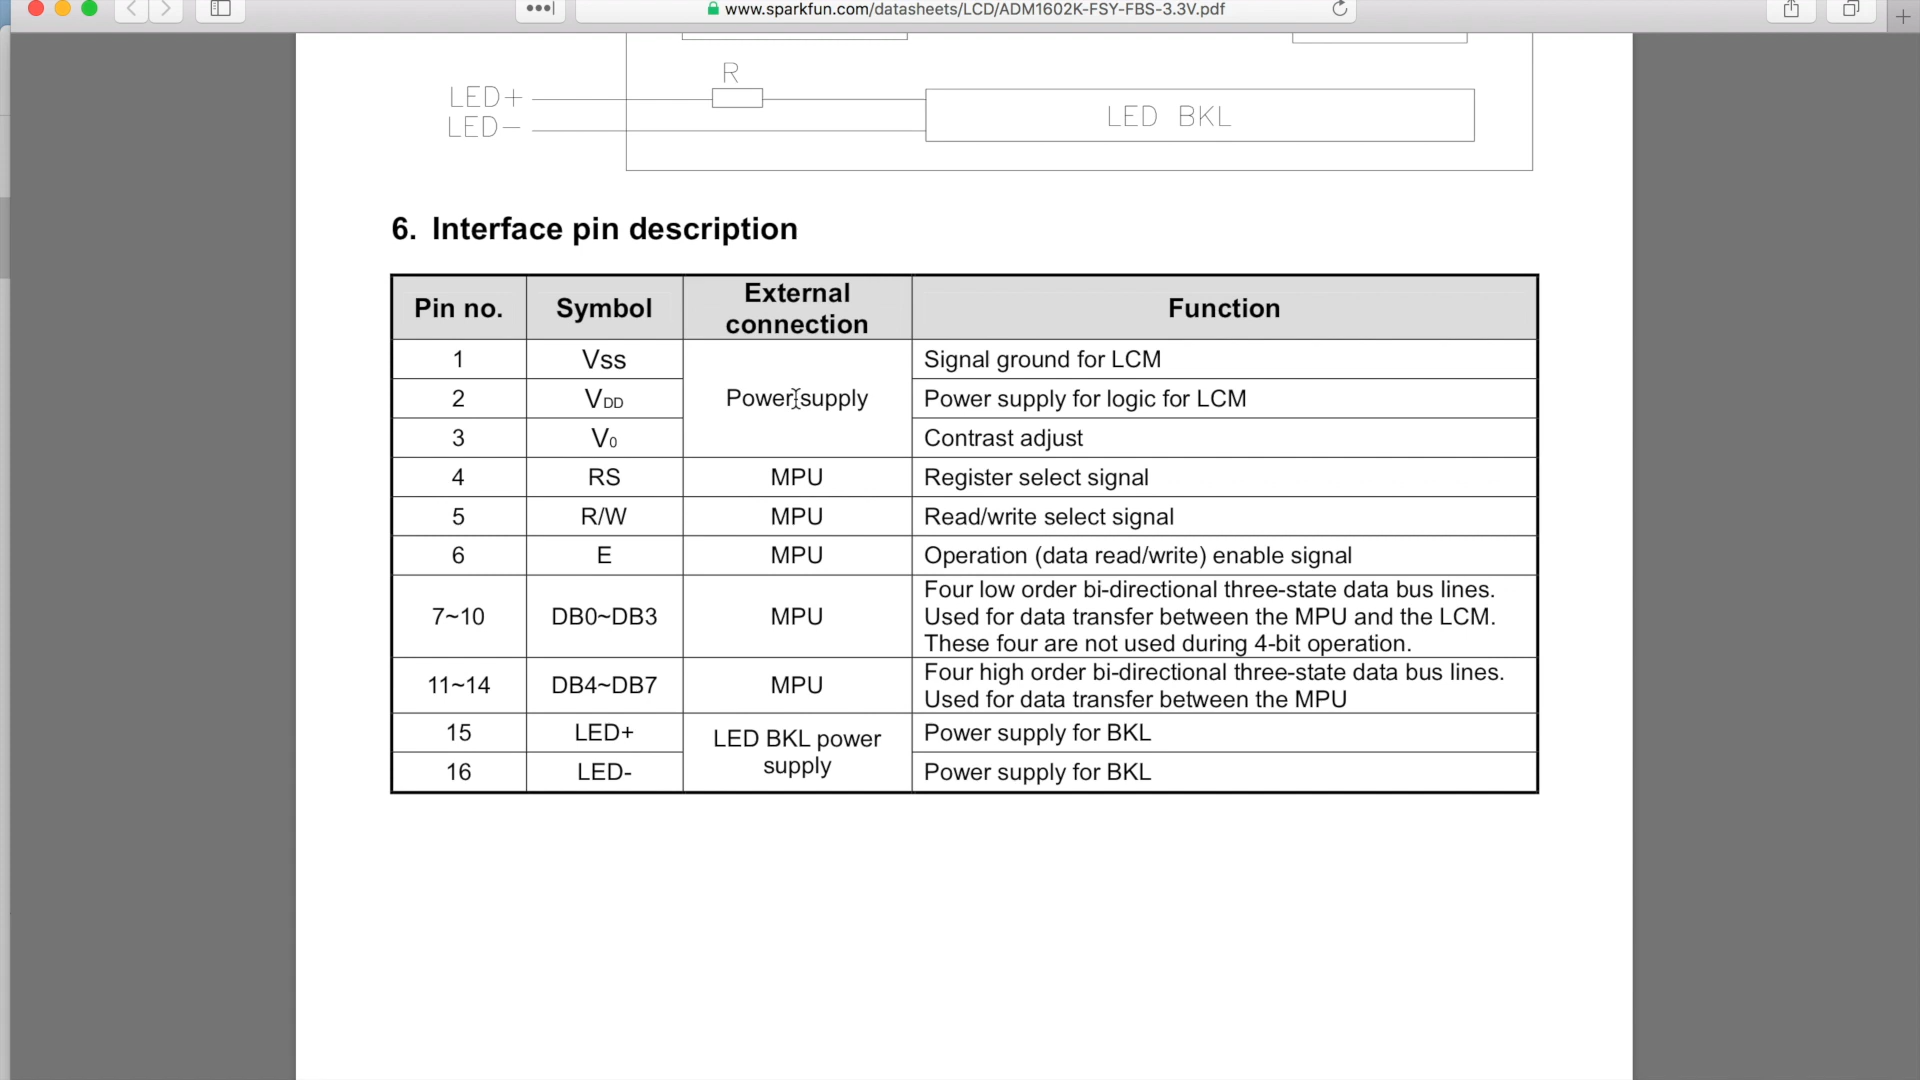 www.sparkfun.com/datasheets/LCD/ADM1602K-FSY-FBS-3.3V.pdf
R
LED+
LED−
LED BKL
6. Interface pin description
Pin no. Symbol External connection Function
1 Vss Power supply Signal ground for LCM
2 VDD Power supply for logic for LCM
3 V0 Contrast adjust
4 RS MPU Register select signal
5 R/W MPU Read/write select signal
6 E MPU Operation (data read/write) enable signal
7~10 DB0~DB3 MPU Four low order bi-directional three-state data bus lines.
Used for data transfer between the MPU and the LCM.
These four are not used during 4-bit operation.
11~14 DB4~DB7 MPU Four high order bi-directional three-state data bus lines.
Used for data transfer between the MPU
15 LED+ LED BKL power supply Power supply for BKL
16 LED- Power supply for BKL